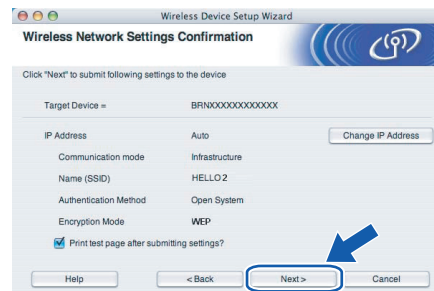 Wireless Device Setup Wizard
Wireless Network Settings Confirmation
Click "Next" to submit following settings to the device
Target Device = BRNXXXXXXXXXXXX
IP Address Auto Change IP Address
Communication mode Infrastructure
Name (SSID) HELLO 2
Authentication Method Open System
Encryption Mode WEP
Print test page after submitting settings?
Help < Back Next > Cancel